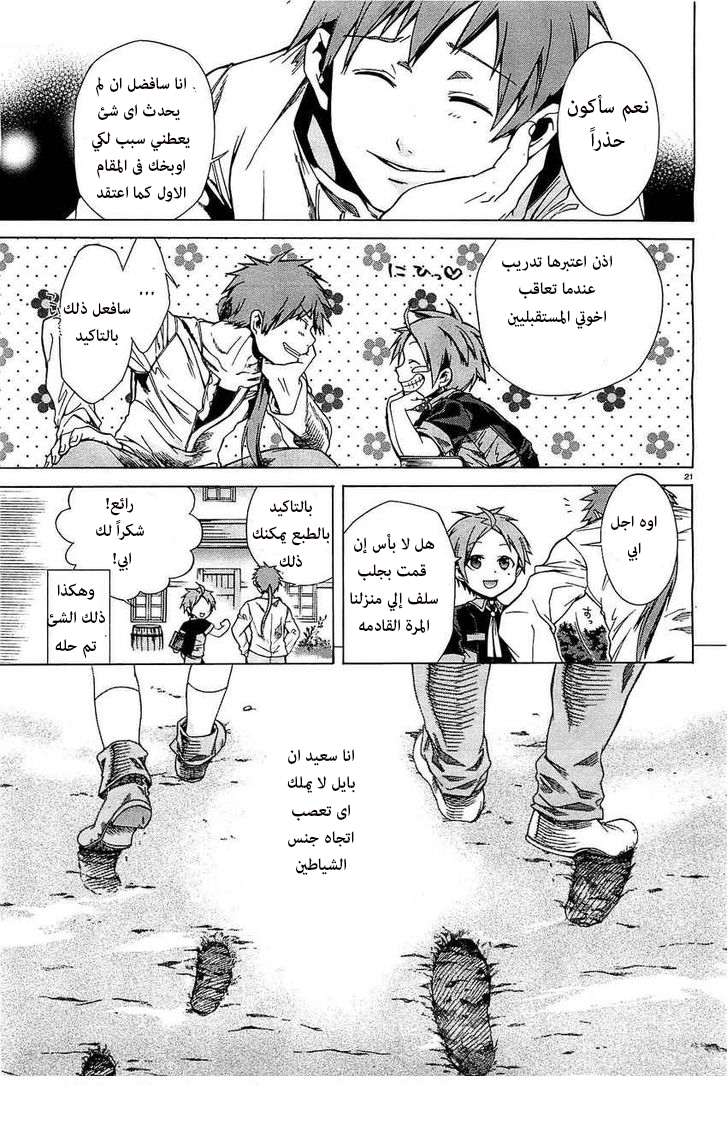 نعم سأكون
حذراً
انا سافضل ان لم
يحدث اى شئ
يعطني سبب لكي
اوبخك فى المقام
الاول كما اعتقد
اذن اعتبرها تدريب
عندما تعاقب
اخوتي المستقبليين
にこっ♡
...
سافعل ذلك
بالتاكيد
21
اوه اجل
ابي
هل لا بأس إن
قمت بجلب
سلف إلي منزلنا
المرة القادمه
بالتاكيد
بالطبع يمكنك
ذلك
رائع!
شكراً لك
ابي!
وهكذا
ذلك الشئ
تم حله
انا سعيد ان
بايل لا يملك
اى تعصب
اتجاه جنس
الشياطين